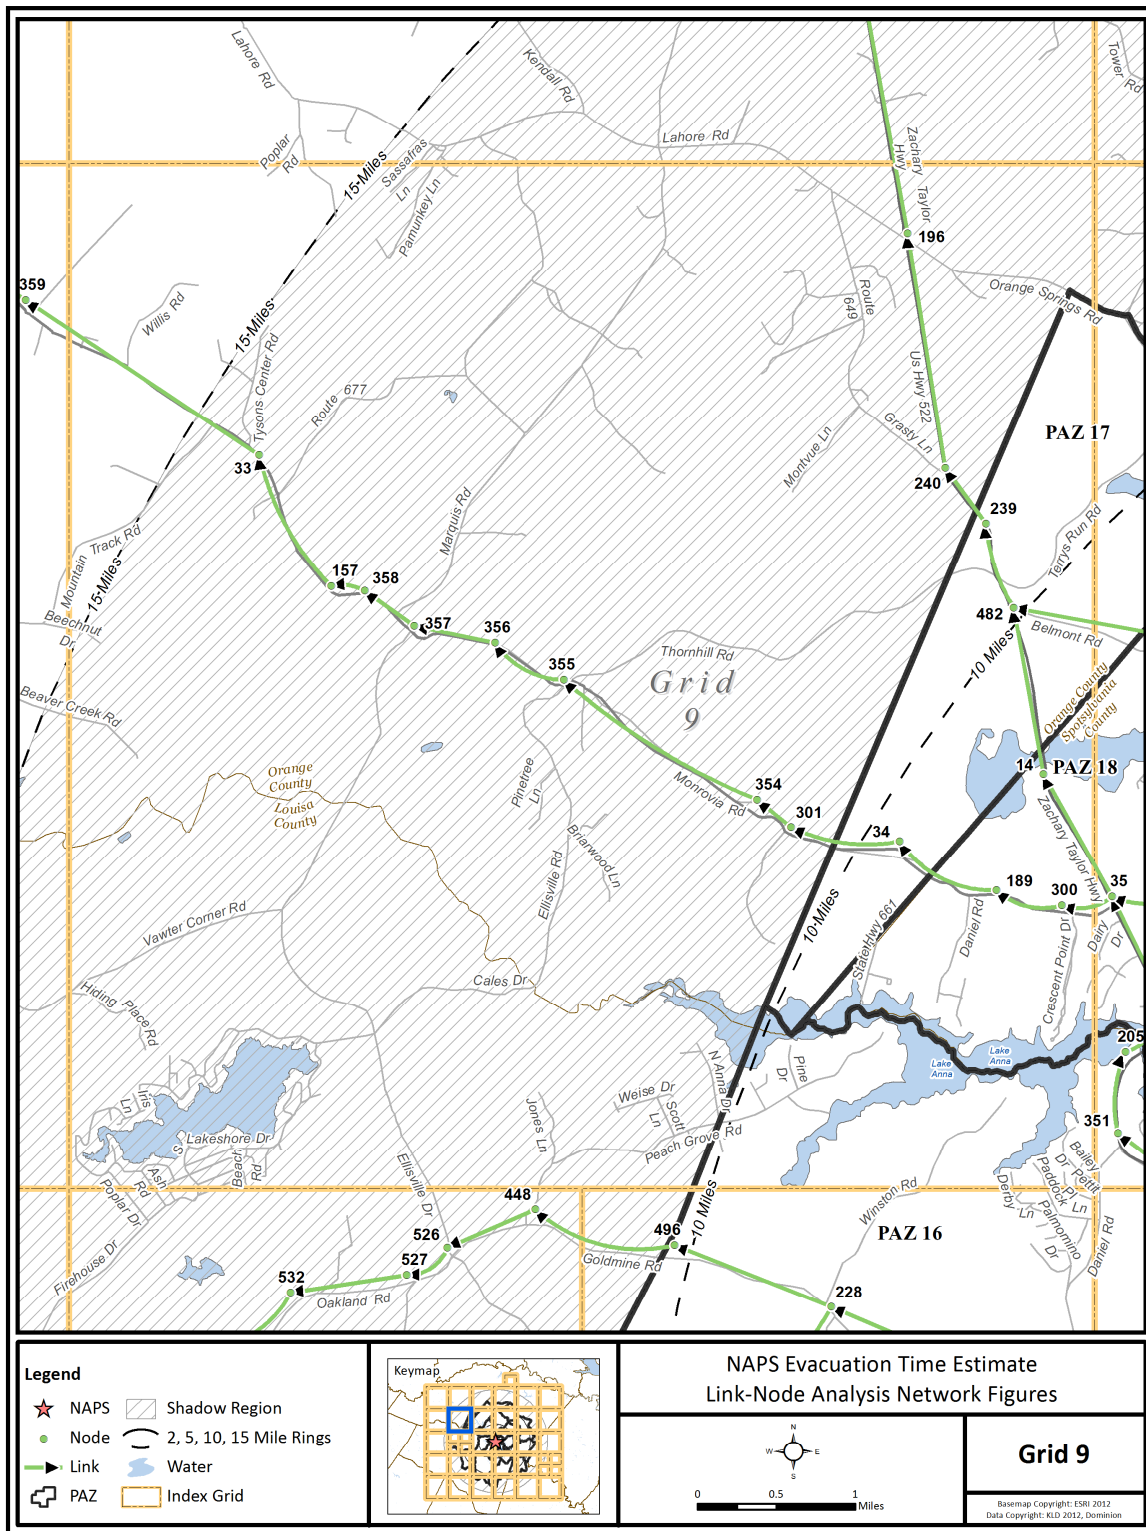 Lahore Rd
Kendall Rd
Tower Rd
Poplar Rd
15 Miles
Sassafras Ln
Pamunkey Ln
Lahore Rd
Zachary Taylor Hwy
196
359
Willis Rd
15 Miles
Tysons Center Rd
Route 677
Route 649
Orange Springs Rd
Us Hwy 522
Grasty Ln
Montvue Ln
PAZ 17
33
240
239
Marquis Rd
Terrys Run Rd
Mountain Track Rd
15 Miles
157
358
Beechnut Dr
357
356
482
Belmont Rd
Thornhill Rd
355
10 Miles
Grid
9
Beaver Creek Rd
Orange County
Spotsylvania County
Orange County
Louisa County
14
PAZ 18
Pinetree Ln
Monrovia Rd
354
301
34
Zachary Taylor Hwy
Briarwood Ln
Ellisville Rd
189
300
35
Vawter Corner Rd
10 Miles
State Hwy 661
Daniel Rd
Crescent Point Dr
Dairy Dr
Cales Dr
Hiding Place Rd
Lake Anna
Lake Anna
205
N Anna Dr
Pine Dr
Iris Ln
Weise Dr
Scott Ln
Jones Ln
Peach Grove Rd
351
S Lakeshore Dr
Beach Rd
Ash Rd
Poplar Dr
Ellisville Dr
Bailey Dr
Pettit Pl
Paddock Ln
Derby Ln
Palmomino Dr
Daniel Rd
Winston Rd
10 Miles
448
496
PAZ 16
526
527
Goldmine Rd
Firehouse Dr
532
Oakland Rd
228
Legend
NAPS
Shadow Region
Node
2, 5, 10, 15 Mile Rings
Link
Water
PAZ
Index Grid
Keymap
NAPS Evacuation Time Estimate
Link-Node Analysis Network Figures
N
W E
S
0 0.5 1
Miles
Grid 9
Basemap Copyright: ESRI 2012
Data Copyright: KLD 2012, Dominion